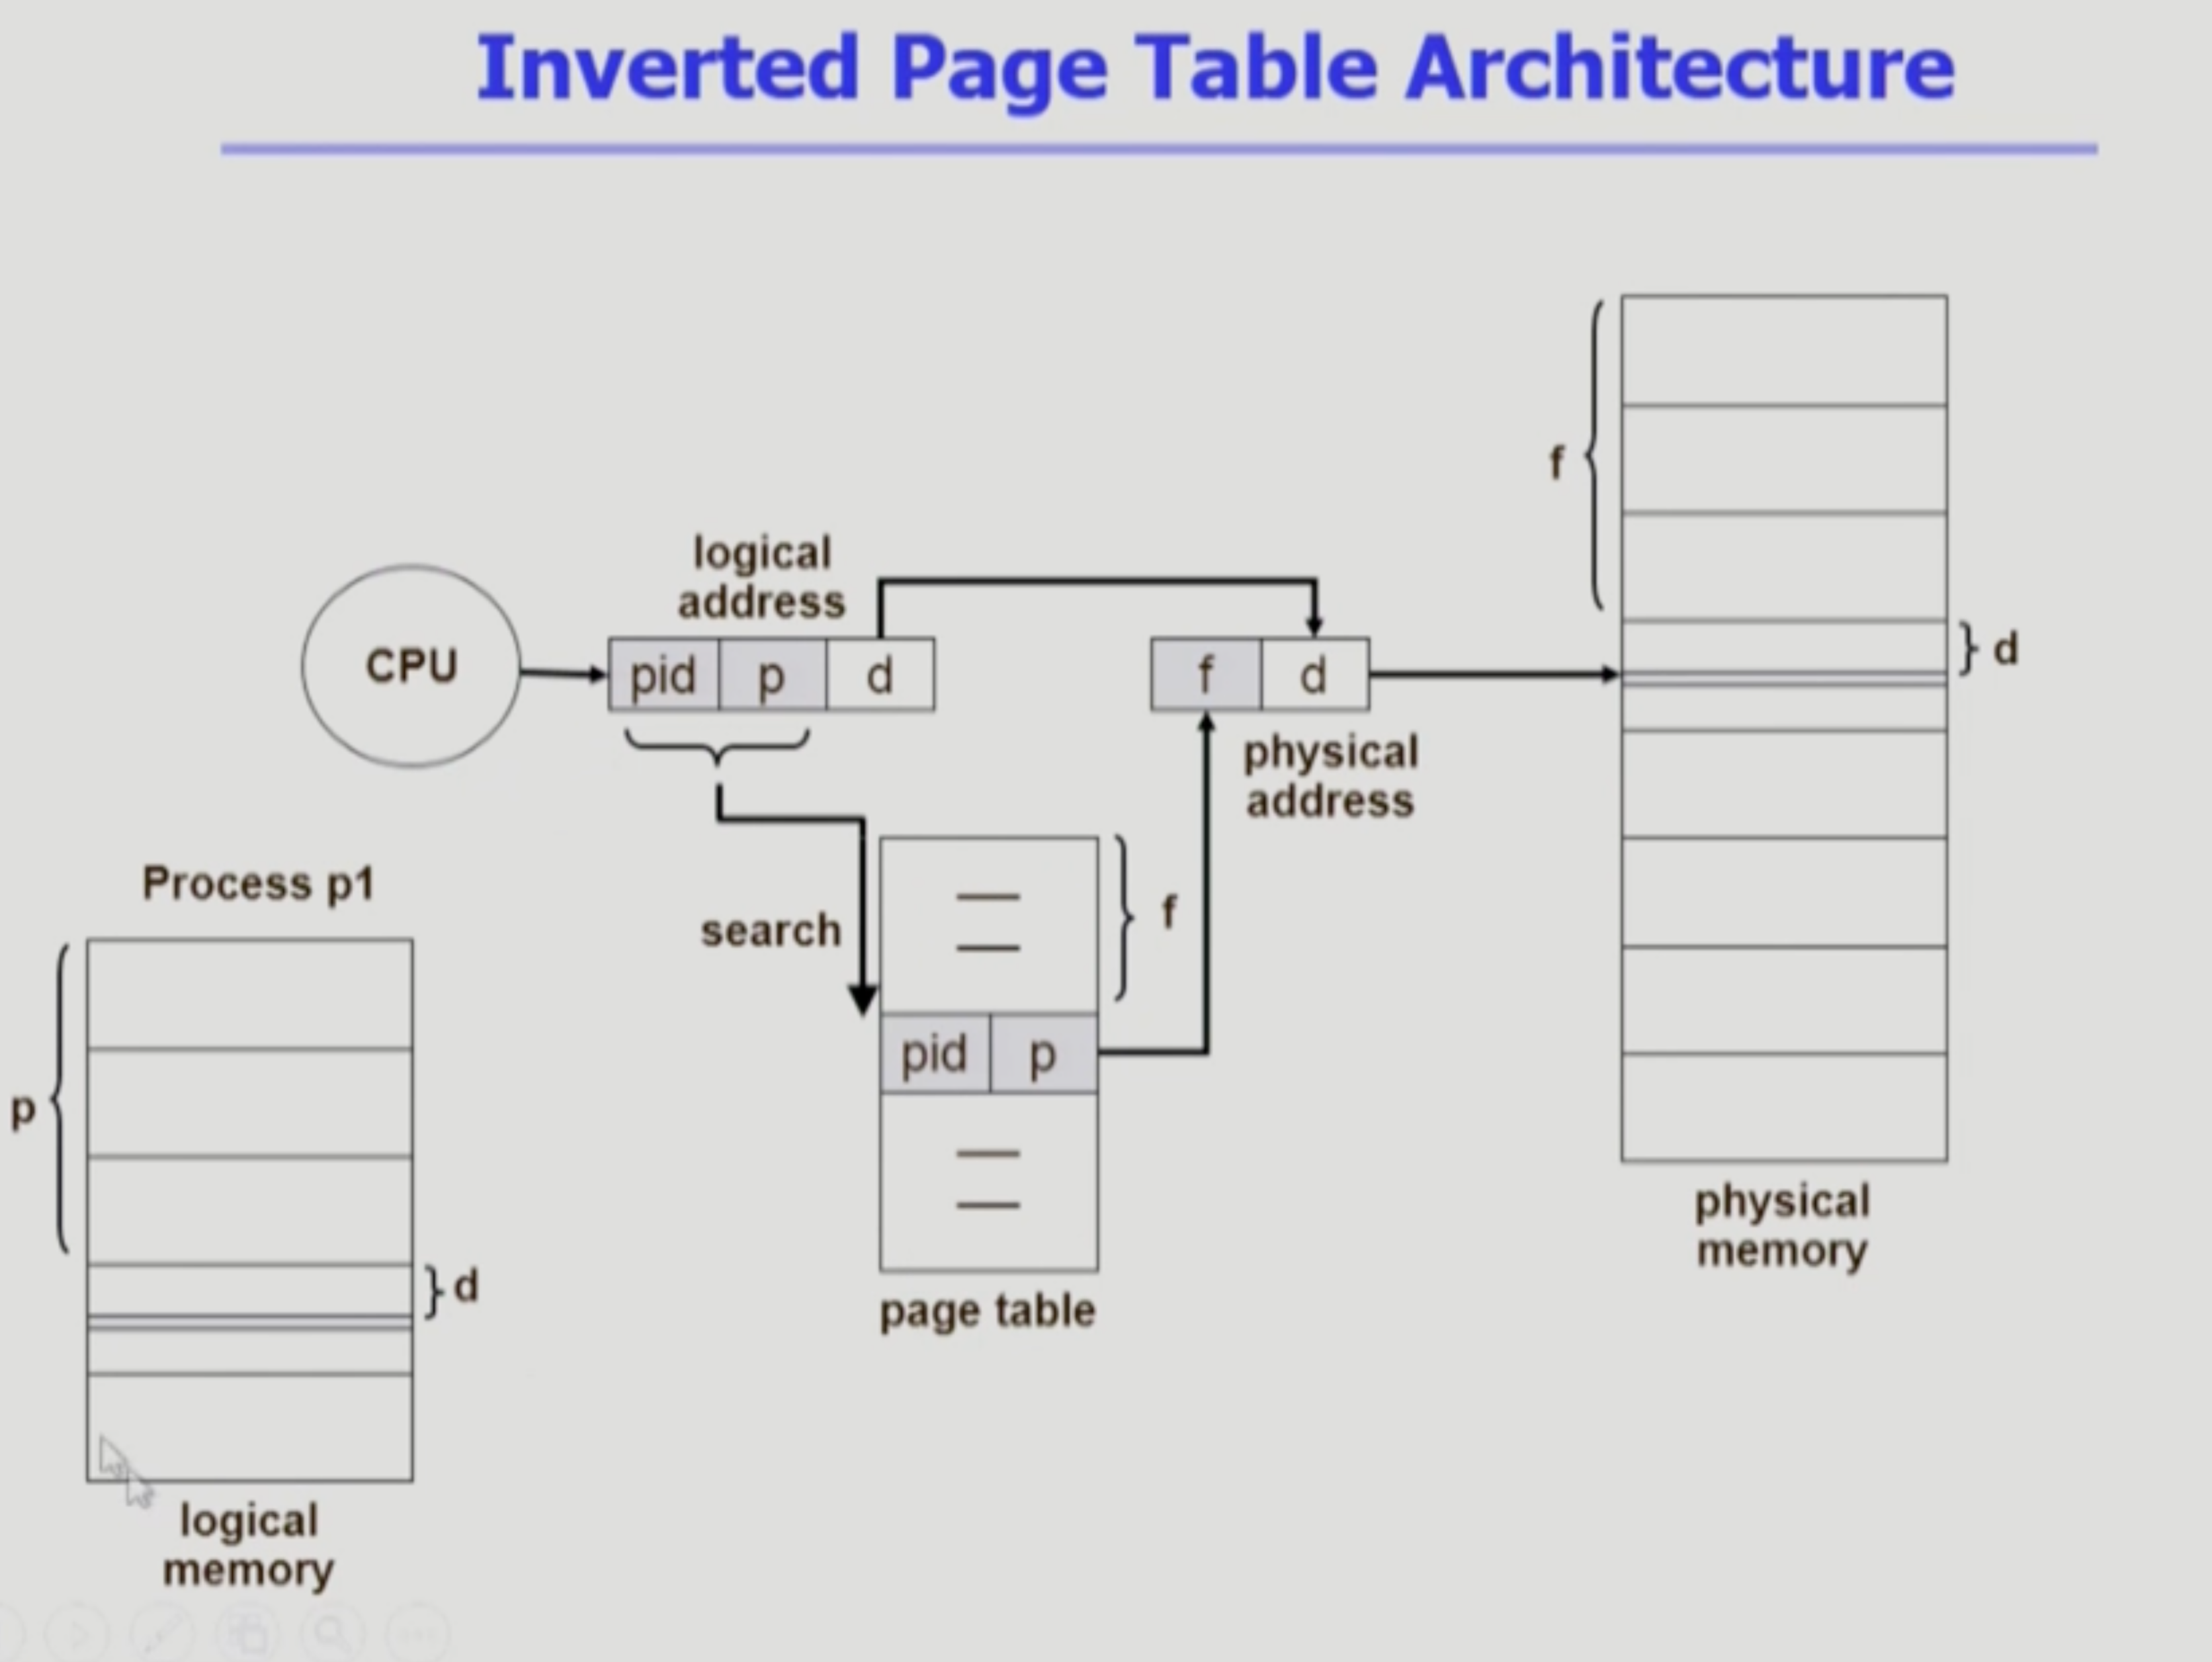 Inverted Page Table Architecture
f
logical
address
CPU
pid
p
d
f
d
d
physical
address
Process p1
search
f
pid
p
p
d
page table
physical
memory
logical
memory